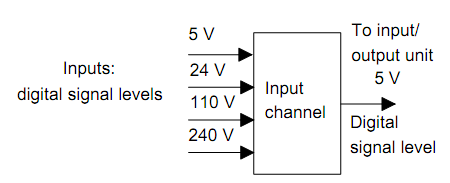 Inputs:
digital signal levels
5 V
24 V
110 V
240 V
Input
channel
To input/
output unit
5 V
Digital
signal level